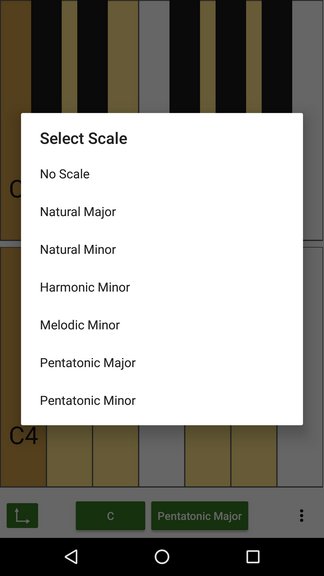 Select Scale
No Scale
Natural Major
Natural Minor
Harmonic Minor
Melodic Minor
Pentatonic Major
Pentatonic Minor
C4
C
Pentatonic Major